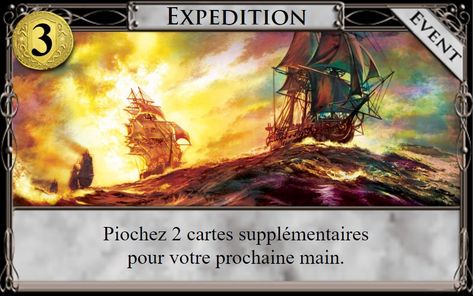 EXPEDITION
3
EVENT
Piochez 2 cartes supplémentaires
pour votre prochaine main.